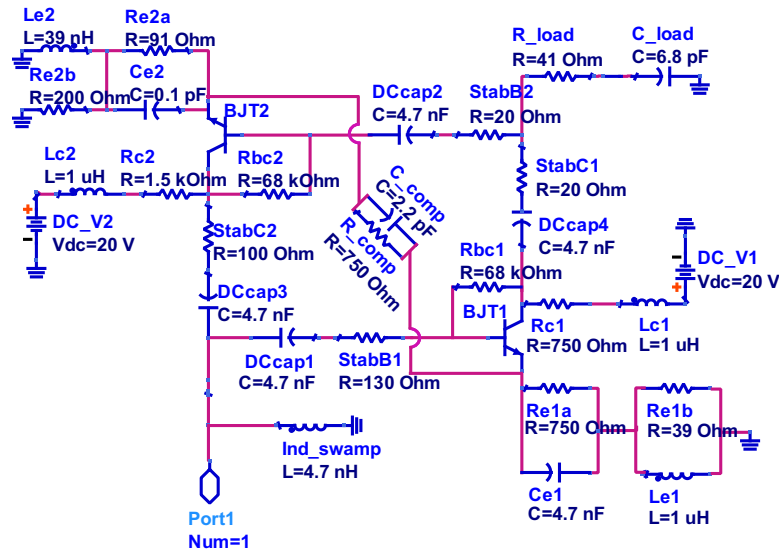 Le2
L=39 nH
Re2a
R=91 Ohm
Re2b
R=200 Ohm
Ce2
C=0.1 pF
BJT2
Lc2
L=1 uH
Rc2
R=1.5 kOhm
Rbc2
R=68 kOhm
DC_V2
Vdc=20 V
+
-
StabC2
R=100 Ohm
DCcap3
C=4.7 nF
DCcap2
C=4.7 nF
StabB2
R=20 Ohm
R_load
R=41 Ohm
C_load
C=6.8 pF
StabC1
R=20 Ohm
DCcap4
C=4.7 nF
C_comp
C=2.2 pF
R_comp
R=750 Ohm
Rbc1
R=68 kOhm
BJT1
Rc1
R=750 Ohm
Lc1
L=1 uH
DC_V1
Vdc=20 V
-
+
DCcap1
C=4.7 nF
StabB1
R=130 Ohm
Re1a
R=750 Ohm
Re1b
R=39 Ohm
Ce1
C=4.7 nF
Le1
L=1 uH
Ind_swamp
L=4.7 nH
Port1
Num=1